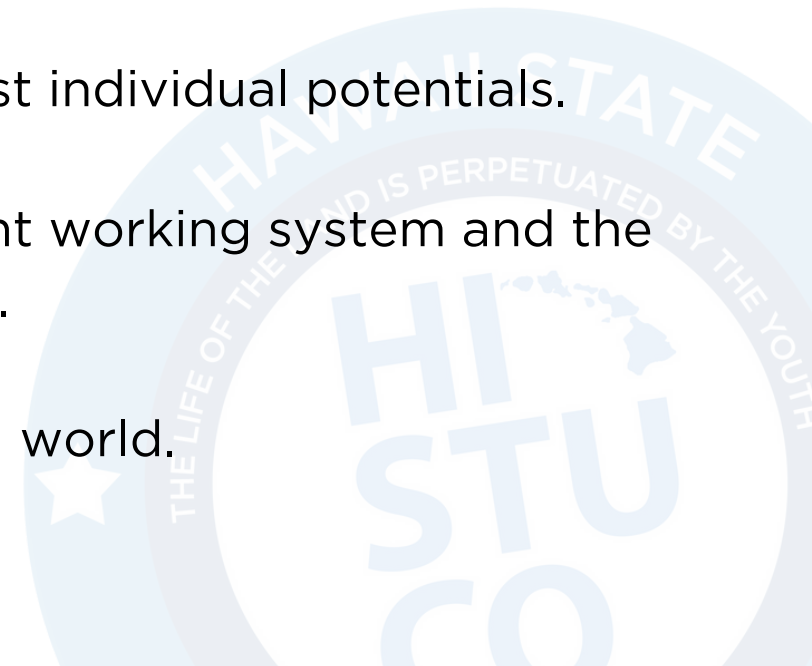 st individual potentials.
HAWAII STATE
THE LIFE OF THE LAND IS PERPETUATED BY THE YOUTH
nt working system and the
.
HI
world.
STU
CO